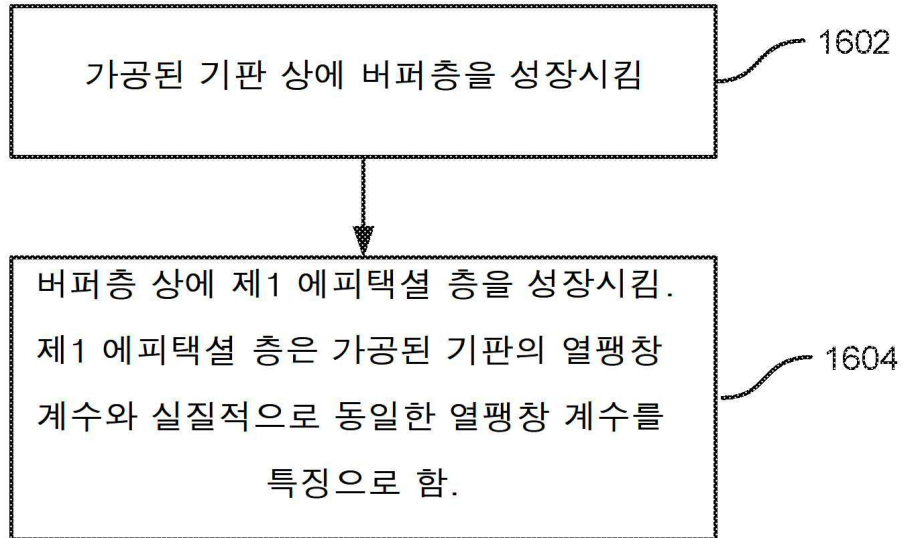 가공된 기판 상에 버퍼층을 성장시킴
1602
버퍼층 상에 제1 에피택셜 층을 성장시킴.
제1 에피택셜 층은 가공된 기판의 열팽창
계수와 실질적으로 동일한 열팽창 계수를
특징으로 함.
1604